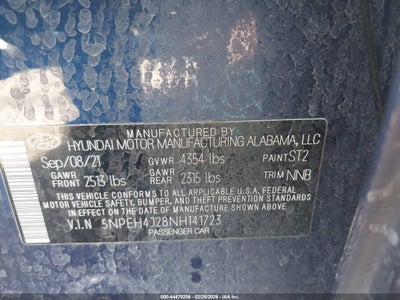 MANUFACTURED BY
HYUNDAI MOTOR MANUFACTURING ALABAMA, LLC
Sep/08/21 GVWR 4354 lbs PAINT ST2
GAWR FRONT 2513 lbs GAWR REAR 2315 lbs TRIM NNB
THIS VEHICLE CONFORMS TO ALL APPLICABLE U.S.A. FEDERAL
MOTOR VEHICLE SAFETY, BUMPER, AND THEFT PREVENTION
STANDARDS IN EFFECT ON THE DATE OF MANUFACTURE SHOWN ABOVE.
V.I.N 5NPEH4J28NH141723
PASSENGER CAR